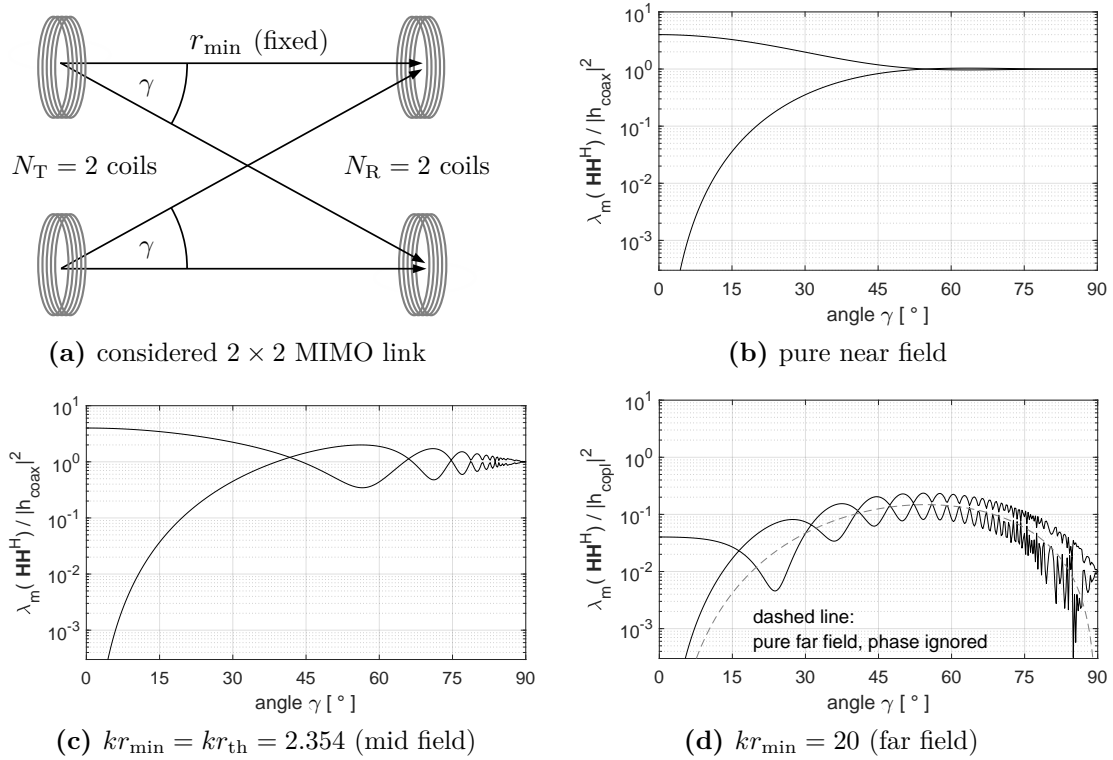 r_min (fixed)
γ
N_T = 2 coils
N_R = 2 coils
γ
(a) considered 2 × 2 MIMO link
λ_m( HH^H) / |h_coax|^2
10^1
10^0
10^-1
10^-2
10^-3
0 15 30 45 60 75 90
angle γ [ ° ]
(b) pure near field
λ_m( HH^H) / |h_coax|^2
10^1
10^0
10^-1
10^-2
10^-3
0 15 30 45 60 75 90
angle γ [ ° ]
(c) kr_min = kr_th = 2.354 (mid field)
λ_m( HH^H) / |h_copl|^2
10^1
10^0
10^-1
10^-2
10^-3
dashed line:
pure far field, phase ignored
0 15 30 45 60 75 90
angle γ [ ° ]
(d) kr_min = 20 (far field)